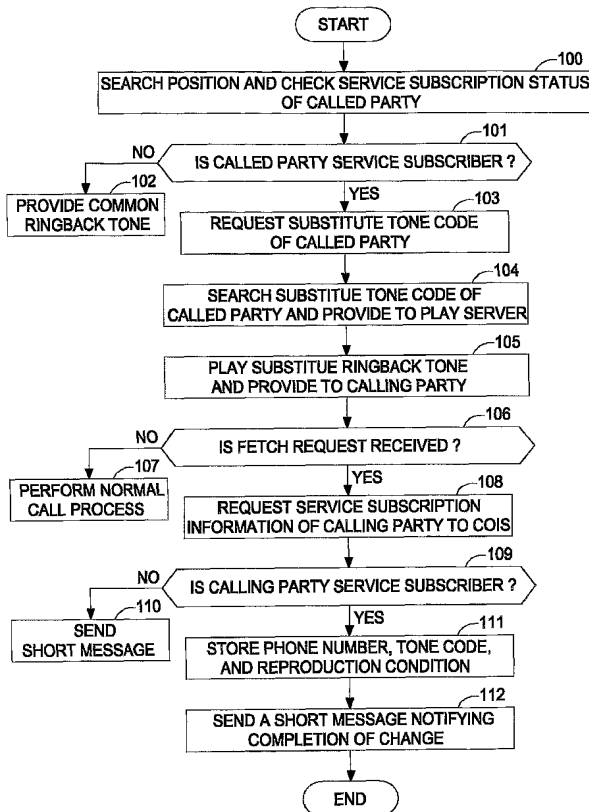 START
100
SEARCH POSITION AND CHECK SERVICE SUBSCRIPTION STATUS
OF CALLED PARTY
101
IS CALLED PARTY SERVICE SUBSCRIBER ?
NO
YES
102
PROVIDE COMMON
RINGBACK TONE
103
REQUEST SUBSTITUTE TONE CODE
OF CALLED PARTY
104
SEARCH SUBSTITUE TONE CODE OF
CALLED PARTY AND PROVIDE TO PLAY SERVER
105
PLAY SUBSTITUE RINGBACK TONE
AND PROVIDE TO CALLING PARTY
106
IS FETCH REQUEST RECEIVED ?
NO
YES
107
PERFORM NORMAL
CALL PROCESS
108
REQUEST SERVICE SUBSCRIPTION
INFORMATION OF CALLING PARTY TO COIS
109
IS CALLING PARTY SERVICE SUBSCRIBER ?
NO
YES
110
SEND
SHORT MESSAGE
111
STORE PHONE NUMBER, TONE CODE,
AND REPRODUCTION CONDITION
112
SEND A SHORT MESSAGE NOTIFYING
COMPLETION OF CHANGE
END